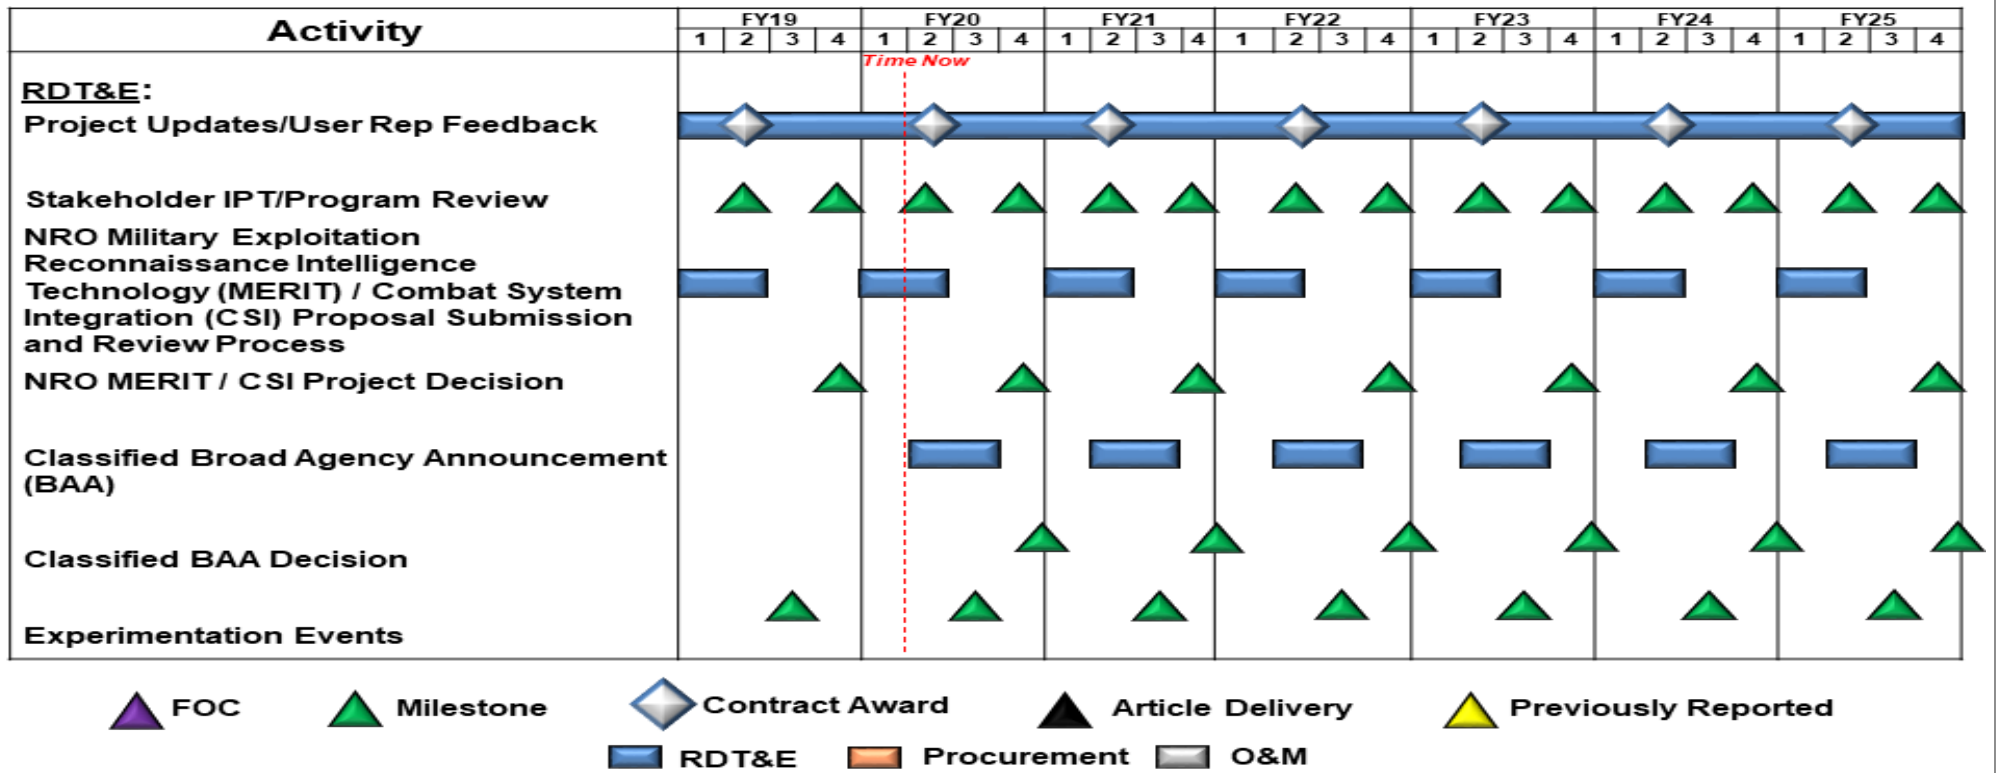 Activity
FY19 FY20 FY21 FY22 FY23 FY24 FY25
1 2 3 4 1 2 3 4 1 2 3 4 1 2 3 4 1 2 3 4 1 2 3 4 1 2 3 4
Time Now
RDT&E:
Project Updates/User Rep Feedback
Stakeholder IPT/Program Review
NRO Military Exploitation
Reconnaissance Intelligence
Technology (MERIT) / Combat System
Integration (CSI) Proposal Submission
and Review Process
NRO MERIT / CSI Project Decision
Classified Broad Agency Announcement
(BAA)
Classified BAA Decision
Experimentation Events
FOC Milestone Contract Award Article Delivery Previously Reported
RDT&E Procurement O&M